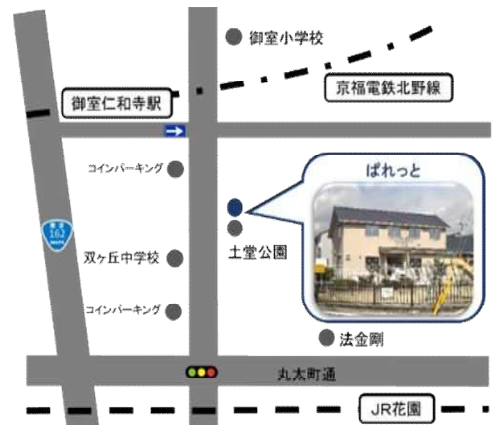 御室小学校
御室仁和寺駅
京福電鉄北野線
コインパーキング
ぱれっと
162
土堂公園
双ヶ丘中学校
コインパーキング
法金剛
丸太町通
JR花園